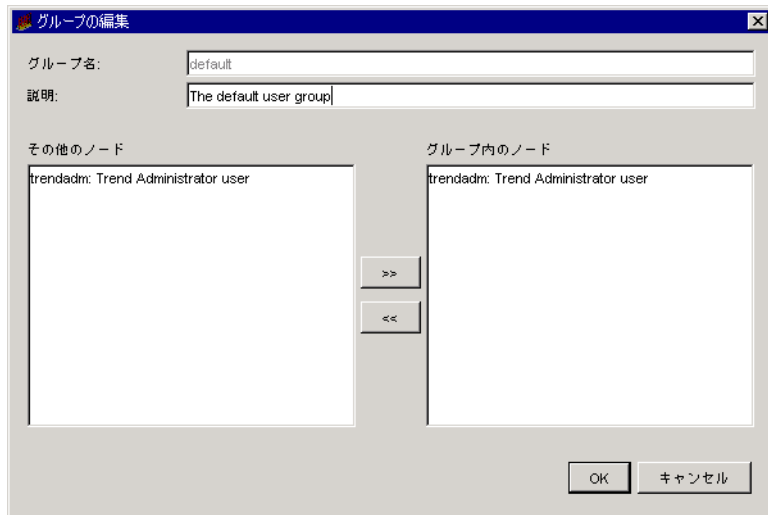 グループの編集
グループ名: default
説明: The default user group
その他のノード
trendadm: Trend Administrator user
>>
<<
グループ内のノード
trendadm: Trend Administrator user
OK キャンセル